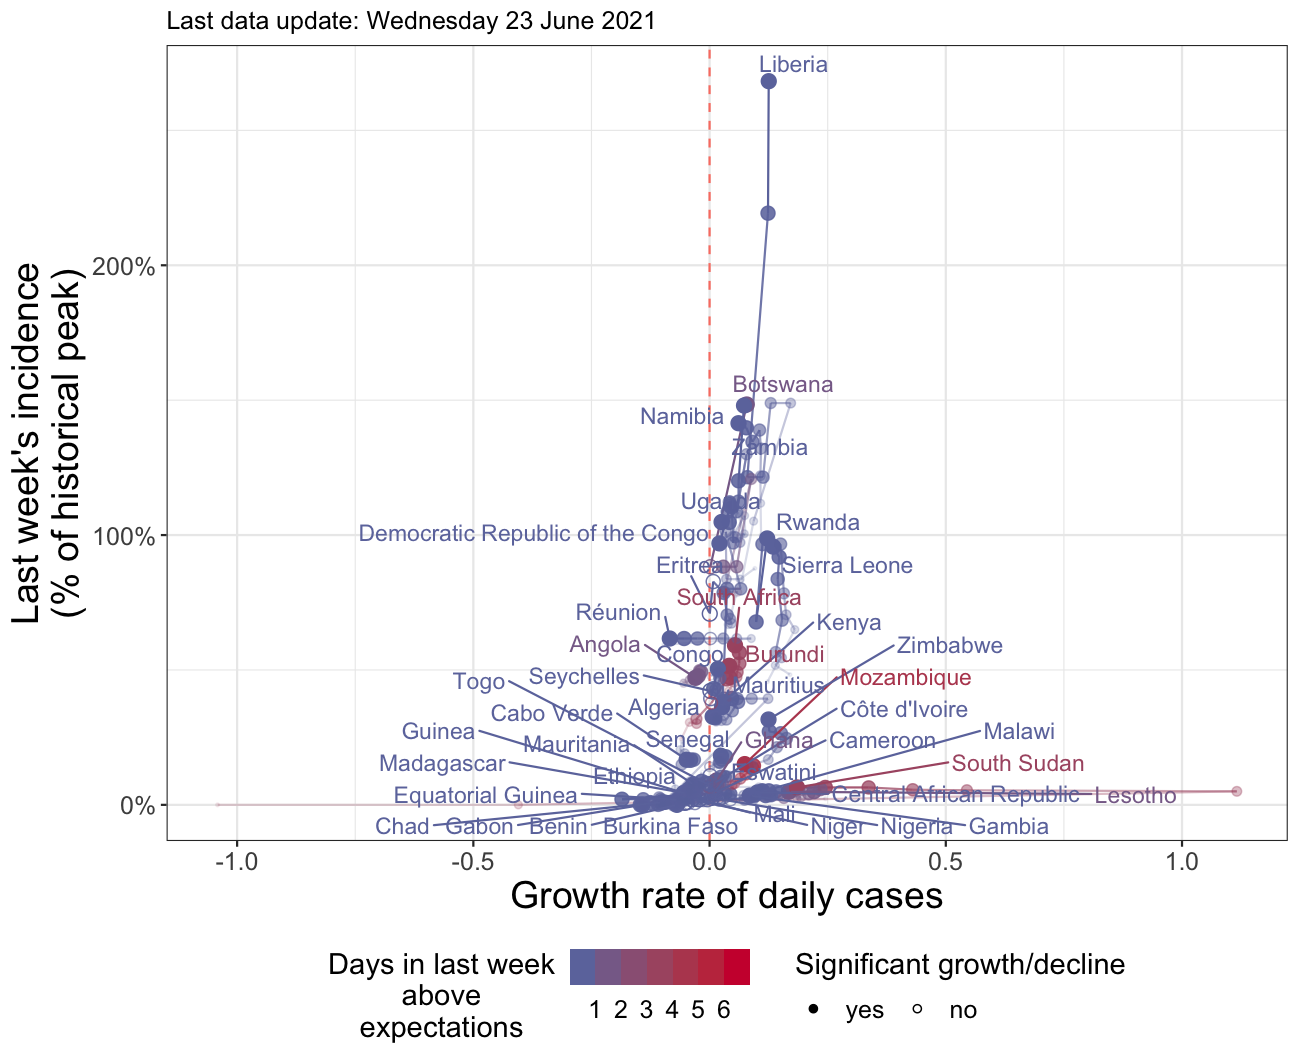 Last data update: Wednesday 23 June 2021
Last week's incidence
(% of historical peak)
200%
100%
0%
Liberia
Botswana
Namibia
Zambia
Uganda
Rwanda
Democratic Republic of the Congo
Eritrea
Sierra Leone
South Africa
Réunion
Kenya
Angola
Congo
Burundi
Zimbabwe
Togo
Seychelles
Mauritius
Mozambique
Cabo Verde
Algeria
Côte d'Ivoire
Guinea
Mauritania
Senegal
Ghana
Cameroon
Malawi
Madagascar
Ethiopia
Eswatini
South Sudan
Equatorial Guinea
Central African Republic
Lesotho
Mali
Chad
Gabon
Benin
Burkina Faso
Niger
Nigeria
Gambia
-1.0
-0.5
0.0
0.5
1.0
Growth rate of daily cases
Days in last week
above
expectations
1 2 3 4 5 6
Significant growth/decline
yes
no